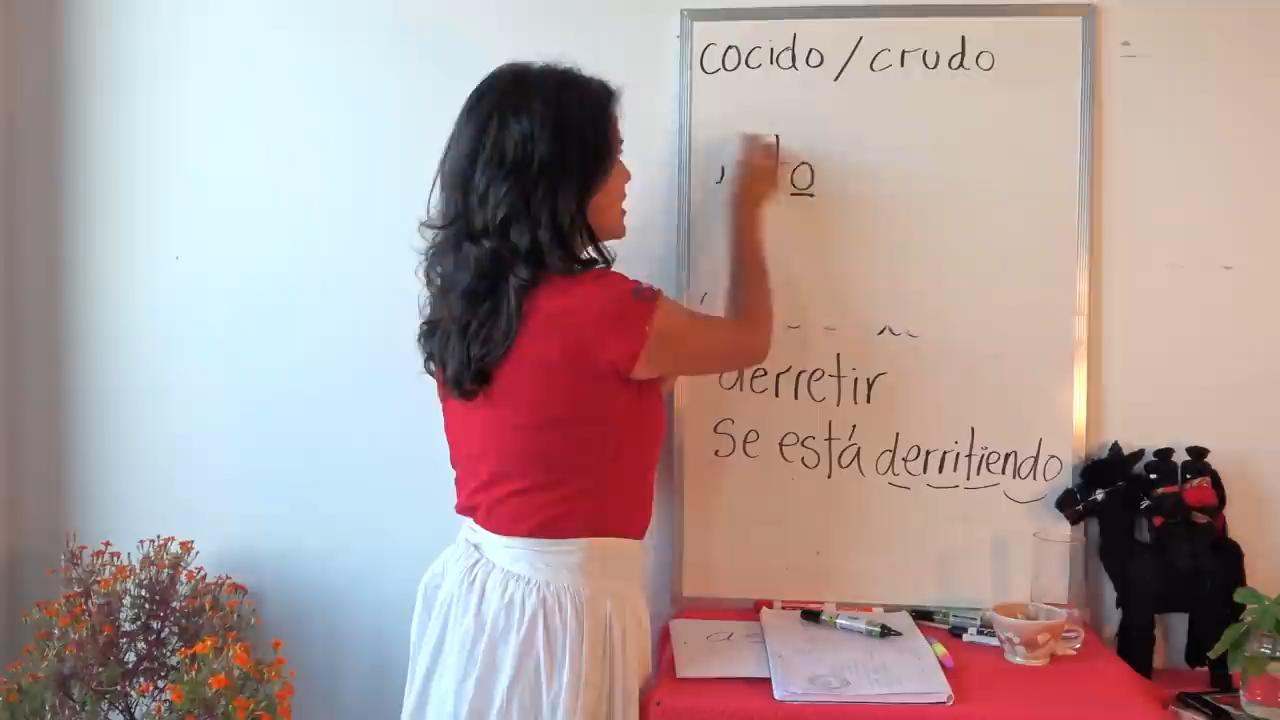 cocido / crudo
o
derretir
Se está derritiendo